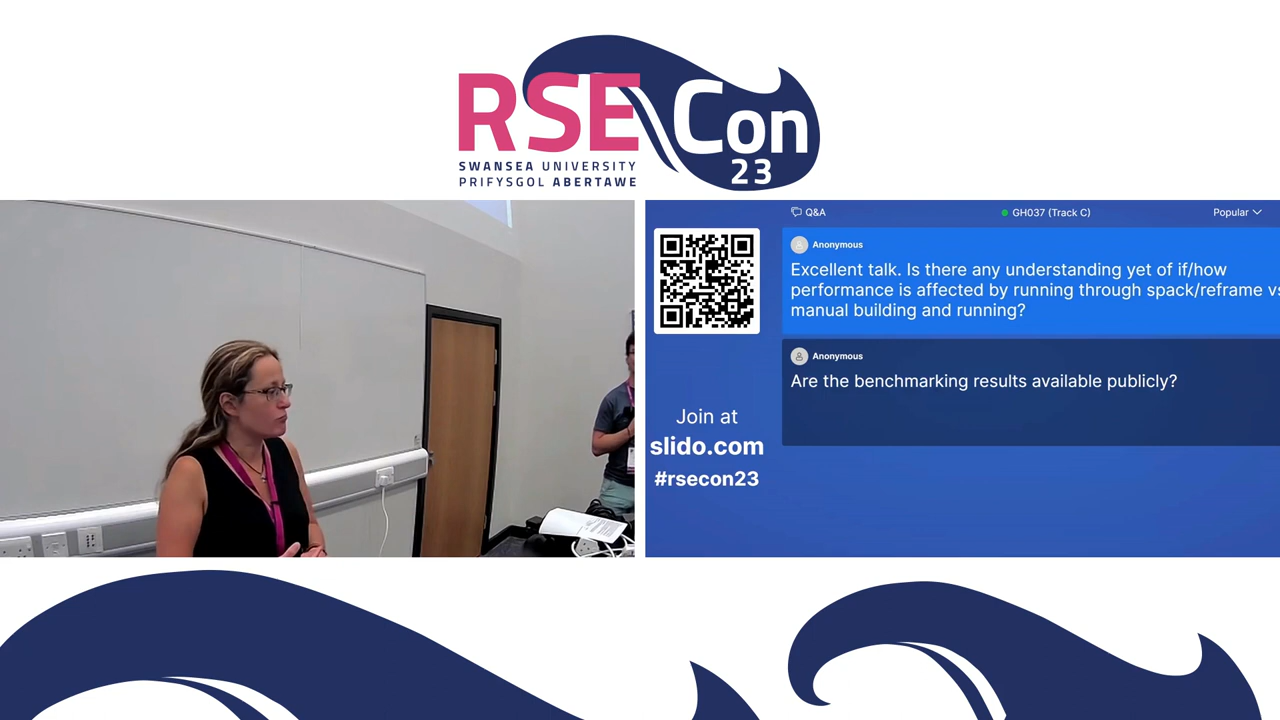 RSE Con
23
SWANSEA UNIVERSITY
PRIFYSGOL ABERTAWE
Q&A
GH037 (Track C)
Popular
Anonymous
Excellent talk. Is there any understanding yet of if/how
performance is affected by running through spack/reframe vs
manual building and running?
Anonymous
Are the benchmarking results available publicly?
Join at
slido.com
#rsecon23